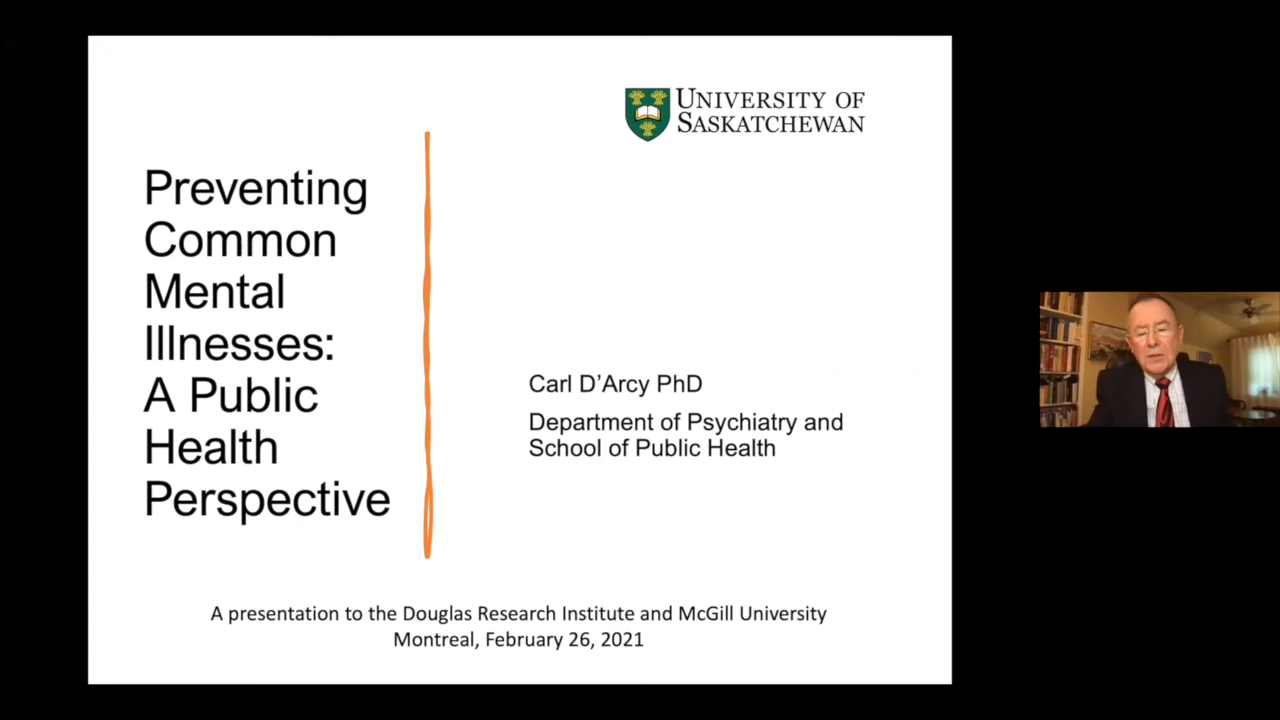 UNIVERSITY OF
SASKATCHEWAN
Preventing
Common
Mental
Illnesses:
A Public
Health
Perspective
Carl D’Arcy PhD
Department of Psychiatry and
School of Public Health
A presentation to the Douglas Research Institute and McGill University
Montreal, February 26, 2021